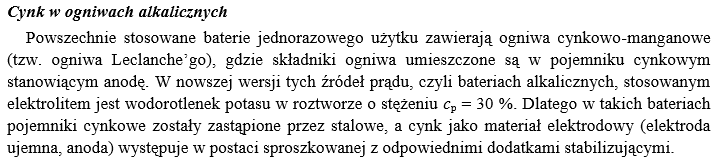 Cynk w ogniwach alkalicznych
Powszechnie stosowane baterie jednorazowego użytku zawierają ogniwa cynkowo-manganowe
(tzw. ogniwa Leclanche’go), gdzie składniki ogniwa umieszczone są w pojemniku cynkowym
stanowiącym anodę. W nowszej wersji tych źródeł prądu, czyli bateriach alkalicznych, stosowanym
elektrolitem jest wodorotlenek potasu w roztworze o stężeniu cₚ = 30 %. Dlatego w takich bateriach
pojemniki cynkowe zostały zastąpione przez stalowe, a cynk jako materiał elektrodowy (elektroda
ujemna, anoda) występuje w postaci sproszkowanej z odpowiednimi dodatkami stabilizującymi.